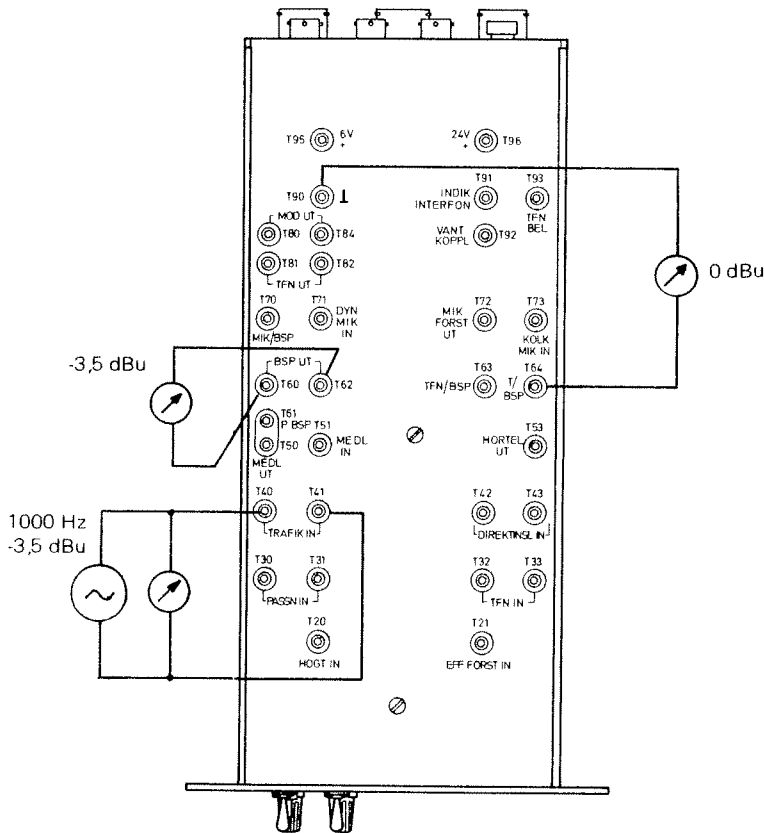 T95 6V +
24V + T96
T90 ⊥
T91 T93
INDIK INTERFON
TFN BEL
MOD UT
T80 T84
VANT KOPPL T92
T81 T82
TFN UT
T70 T71 DYN MIK IN
MIK/BSP
MIK FORST UT T72 T73
KOLK MIK IN
0 dBu
-3,5 dBu
BSP UT
T60 T62
TFN/BSP T63 T/BSP T64
T61
P BSP T51
T50 MEDL IN
MEDL UT
HORTEL UT T53
T40 T41
TRAFIK IN
T42 T43
DIREKTINSL IN
1000 Hz
-3,5 dBu
T30 T31
PASSN IN
T32 T33
TFN IN
T20
HOGT IN
T21
EFF FORST IN